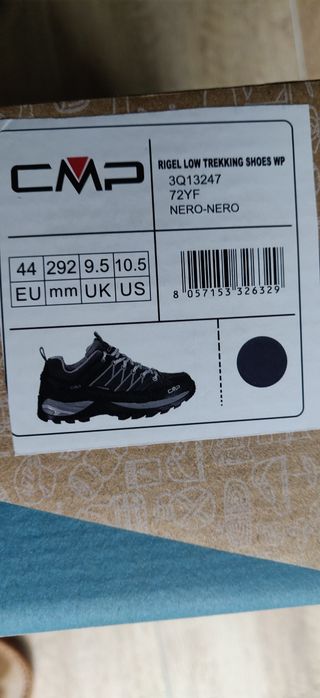 CMP
RIGEL LOW TREKKING SHOES WP
3Q13247
72YF
NERO-NERO
44 292 9.5 10.5
EU mm UK US
8 057153 326329
CMP